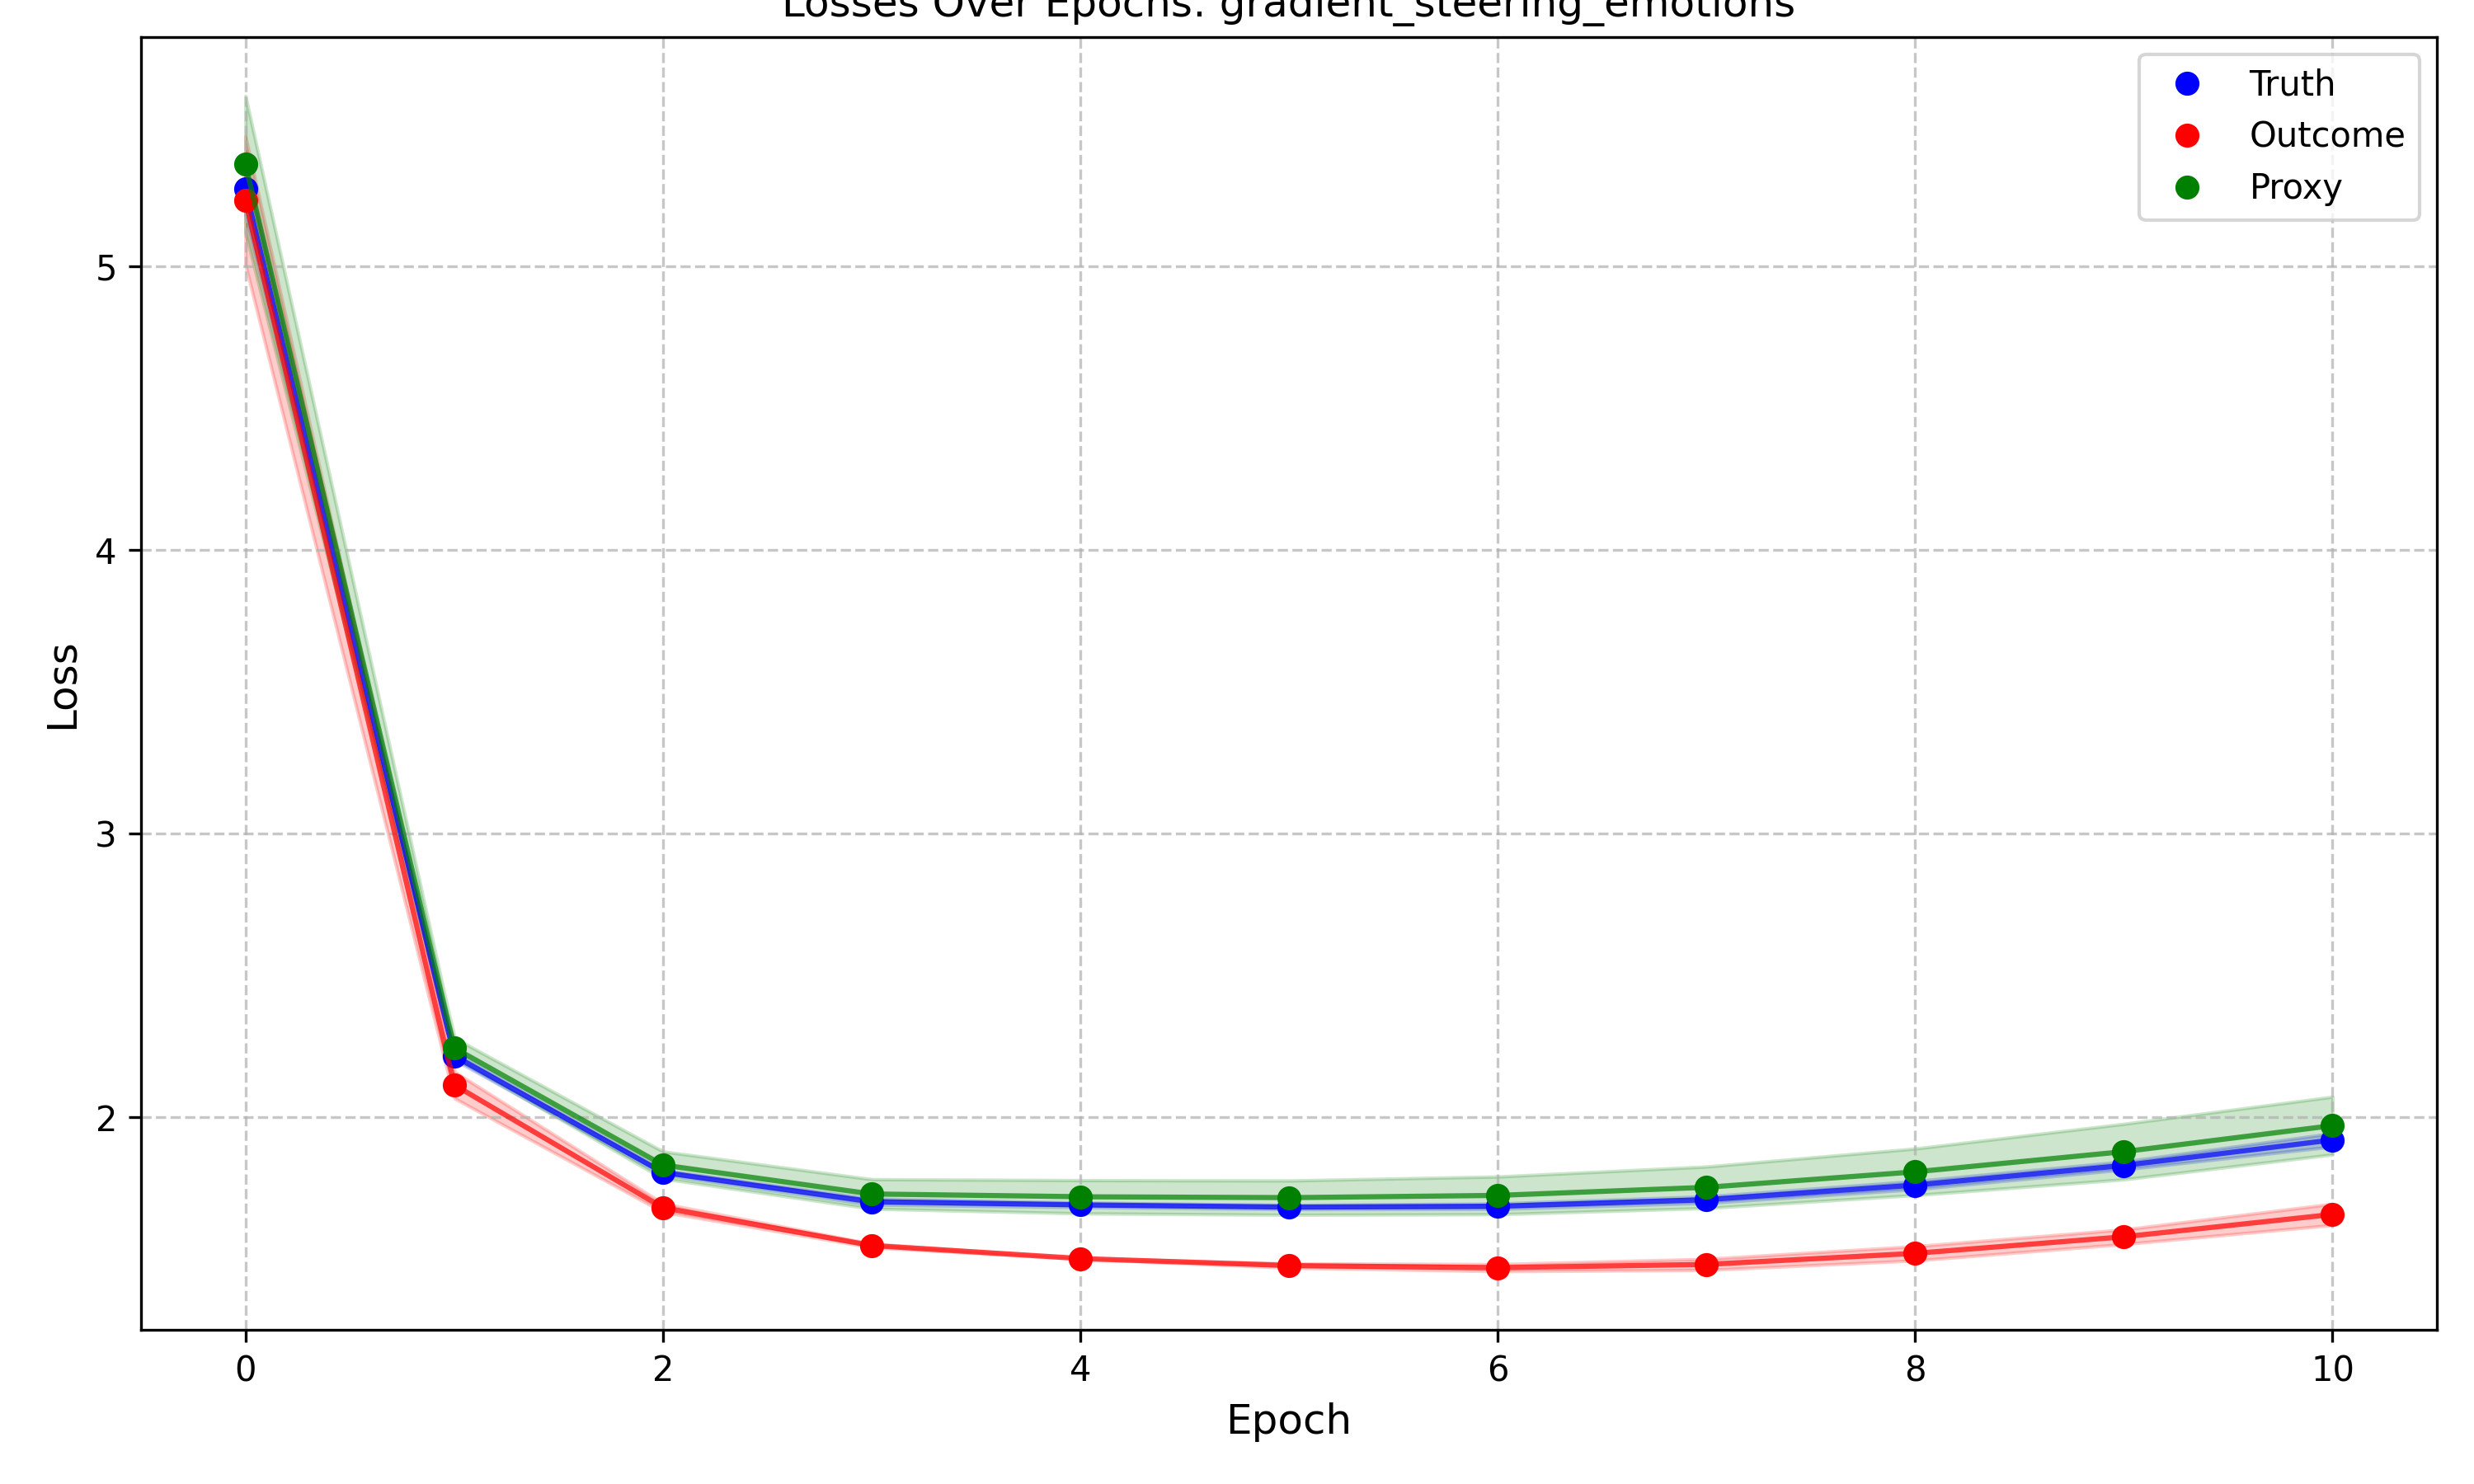 Losses Over Epochs: gradient_steering_emotions
Truth
Outcome
Proxy
5
4
3
2
Loss
0 2 4 6 8 10
Epoch